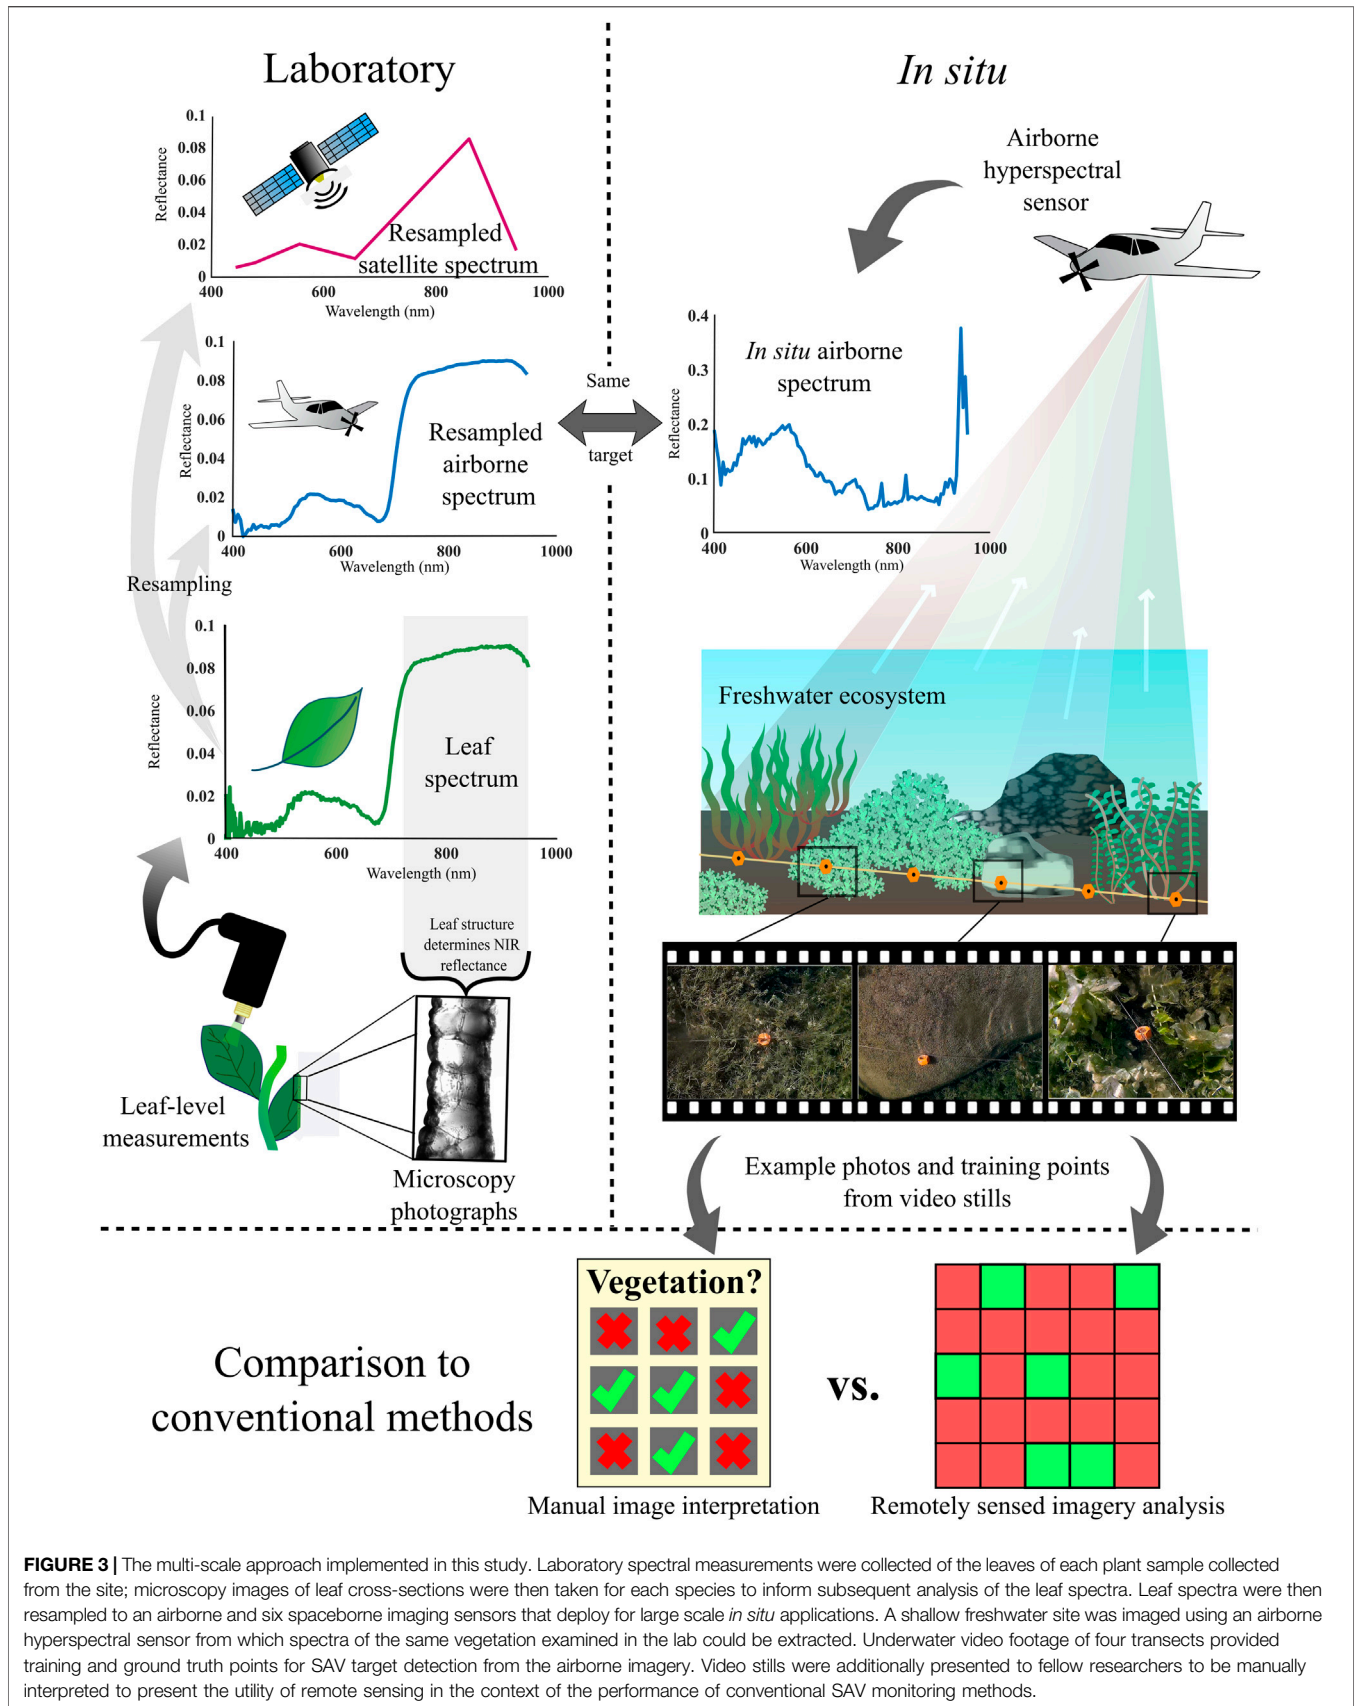 Laboratory
0.1
0.08
0.06
0.04
0.02
0
Reflectance
Resampled
satellite spectrum
400
600
800
1000
Wavelength (nm)
0.1
0.08
0.06
0.04
0.02
0
Reflectance
Resampled
airborne
spectrum
400
600
800
1000
Wavelength (nm)
Resampling
0.1
0.08
0.06
0.04
0.02
0
Reflectance
Leaf
spectrum
400
600
800
1000
Wavelength (nm)
Leaf structure
determines NIR
reflectance
Leaf-level
measurements
Microscopy
photographs
Same
target
In situ
Airborne
hyperspectral
sensor
0.4
0.3
0.2
0.1
0
Reflectance
In situ airborne
spectrum
400
600
800
1000
Wavelength (nm)
Freshwater ecosystem
Example photos and training points
from video stills
Comparison to
conventional methods
Vegetation?
vs.
Manual image interpretation
Remotely sensed imagery analysis
FIGURE 3 | The multi-scale approach implemented in this study. Laboratory spectral measurements were collected of the leaves of each plant sample collected
from the site; microscopy images of leaf cross-sections were then taken for each species to inform subsequent analysis of the leaf spectra. Leaf spectra were then
resampled to an airborne and six spaceborne imaging sensors that deploy for large scale in situ applications. A shallow freshwater site was imaged using an airborne
hyperspectral sensor from which spectra of the same vegetation examined in the lab could be extracted. Underwater video footage of four transects provided
training and ground truth points for SAV target detection from the airborne imagery. Video stills were additionally presented to fellow researchers to be manually
interpreted to present the utility of remote sensing in the context of the performance of conventional SAV monitoring methods.